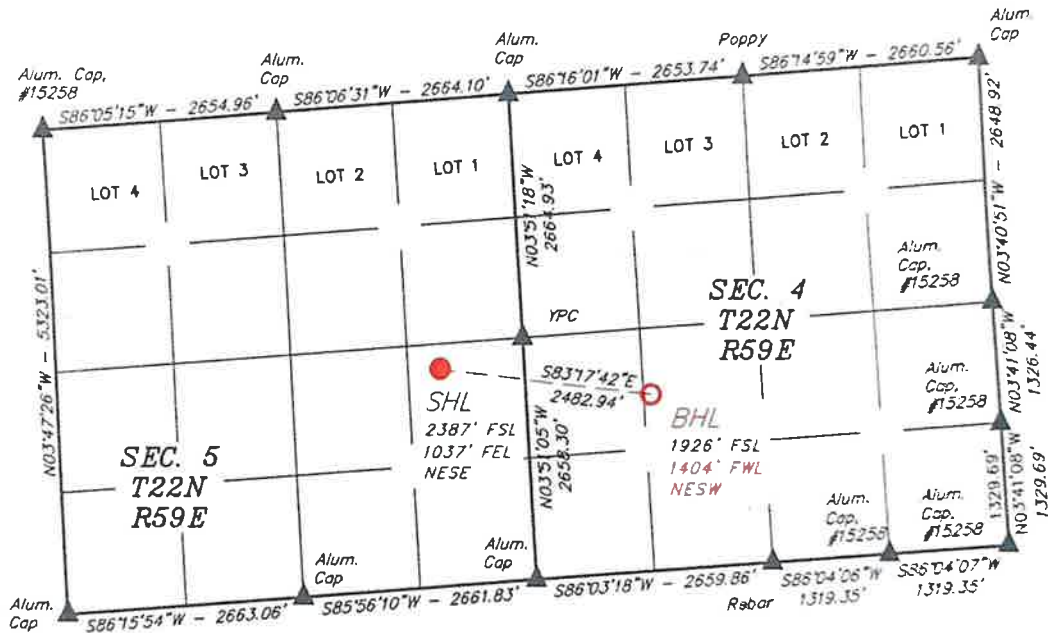 Alum.
Cap
Poppy
Alum.
Cap
Alum.
Cap
Alum. Cap,
#15258
S86°05'15"W - 2654.96'
S86°06'31"W - 2664.10'
S86°16'01"W - 2653.74'
S86°14'59"W - 2660.56'
LOT 4
LOT 3
LOT 2
LOT 1
LOT 4
LOT 3
LOT 2
LOT 1
N03°47'26"W - 5323.01'
N03°51'18"W
2664.93'
N03°40'51"W - 2648.92'
Alum.
Cap,
#15258
SEC. 4
T22N
R59E
YPC
S83°17'42"E
2482.94'
SHL
2387' FSL
1037' FEL
NESE
BHL
1926' FSL
1404' FWL
NESW
N03°41'08"W
1326.44'
Alum.
Cap,
#15258
SEC. 5
T22N
R59E
N03°51'05"W
2658.30'
1329.69'
N03°41'08"W
1329.69'
Alum.
Cap,
#15258
Alum.
Cap,
#15258
Alum.
Cap
Alum.
Cap
Alum.
Cap
S86°15'54"W - 2663.06'
S85°56'10"W - 2661.83'
S86°03'18"W - 2659.86'
Rebar
S86°04'06"W
1319.35'
S86°04'07"W
1319.35'